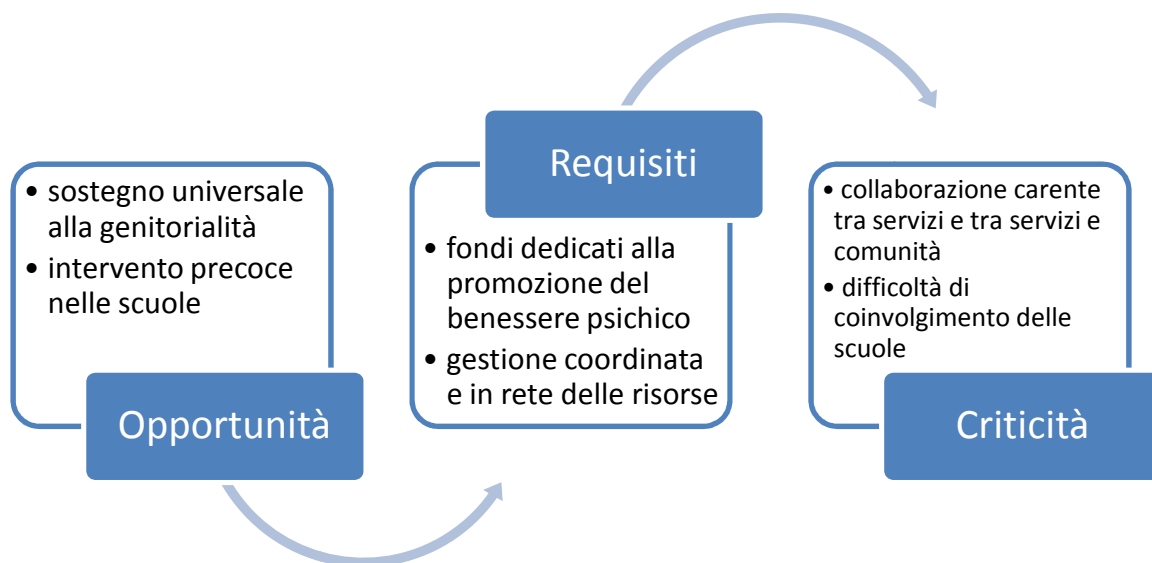 • sostegno universale
alla genitorialità
• intervento precoce
nelle scuole
Opportunità
Requisiti
• fondi dedicati alla
promozione del
benessere psichico
• gestione coordinata
e in rete delle risorse
• collaborazione carente
tra servizi e tra servizi e
comunità
• difficoltà di
coinvolgimento delle
scuole
Criticità